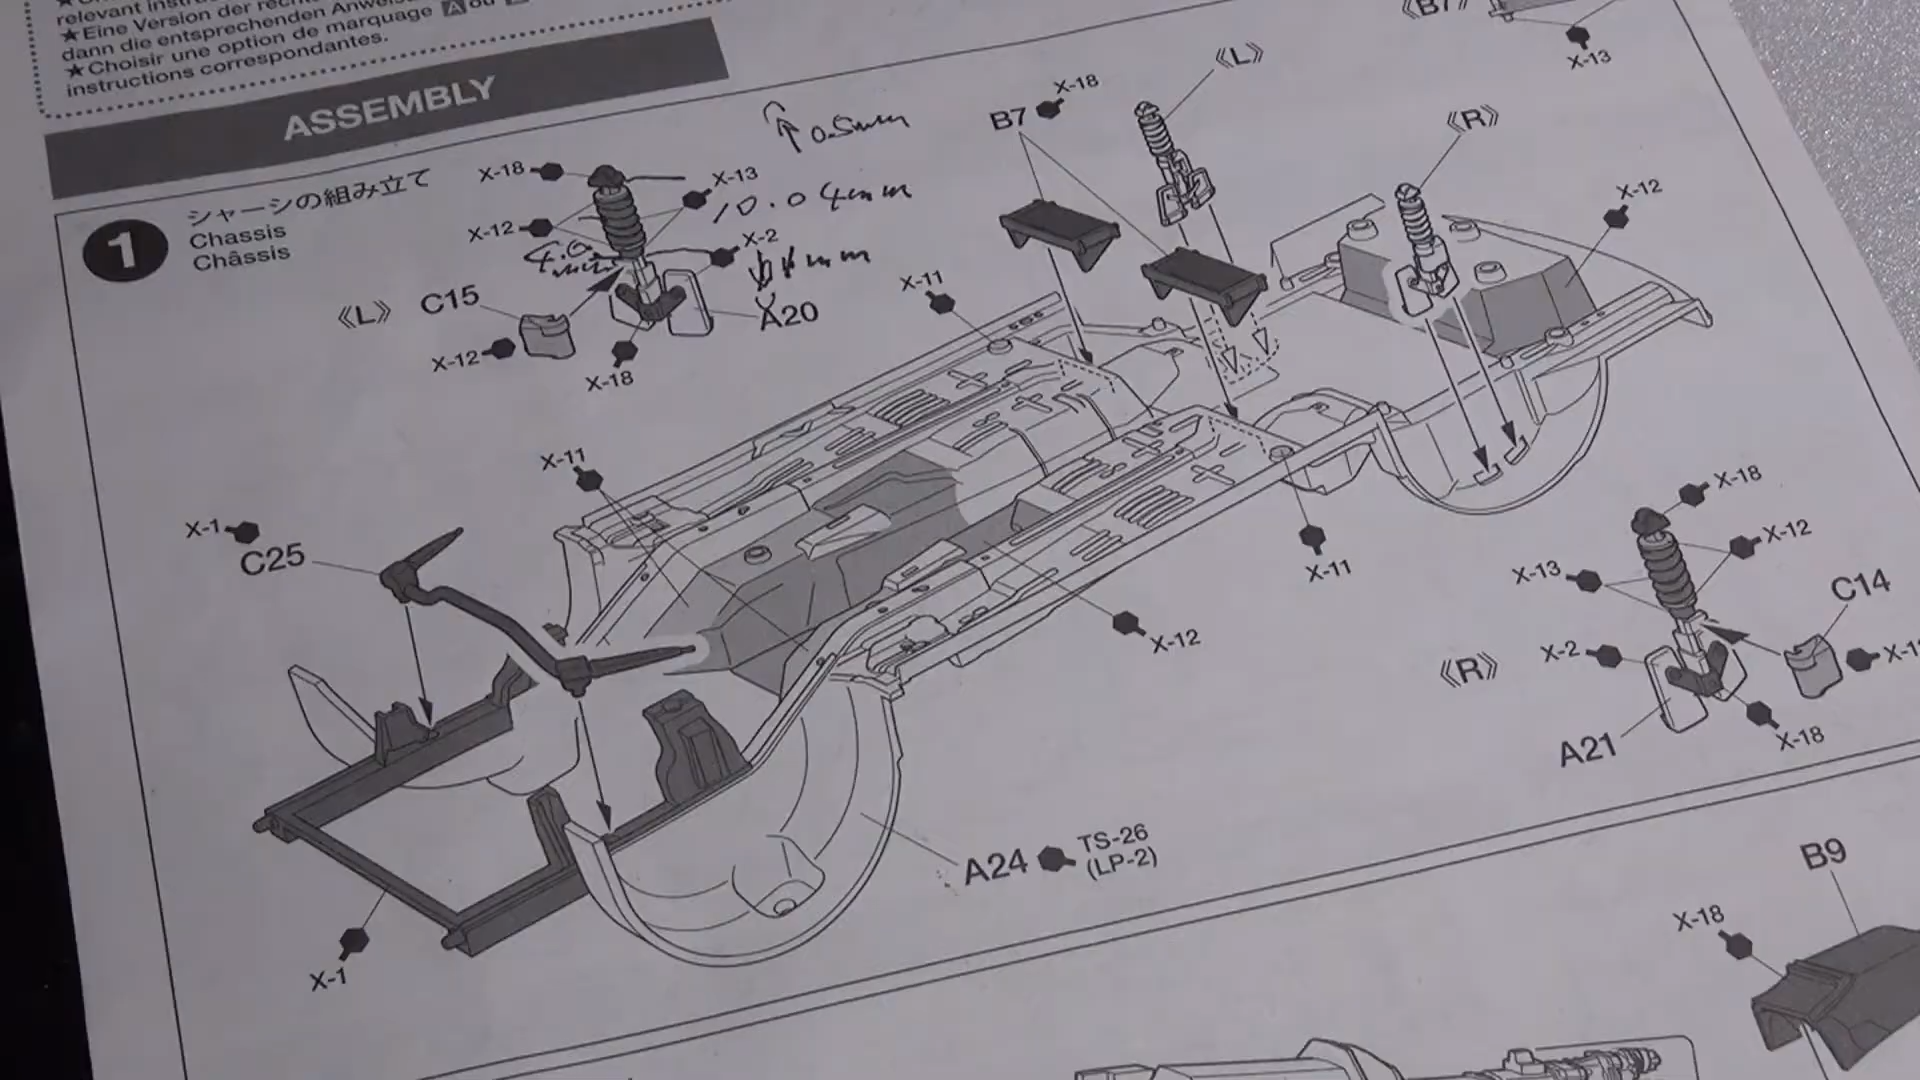 relevant
★Eine Version der
dann die entsprechenden
★Choisir une option de marquage A ou
instructions correspondantes.
ASSEMBLY
1
シャーシの組み立て
Chassis
Châssis
X-18
X-13
X-12
X-2
《L》
C15
A20
X-12
X-18
0.5mm
10.04mm
B7
X-18
《L》
《R》
《B7》
X-13
X-12
X-11
X-11
X-1
C25
X-11
X-12
X-18
X-12
X-13
C14
X-2
《R》
A21
X-18
A24
TS-26
(LP-2)
X-1
B9
X-18